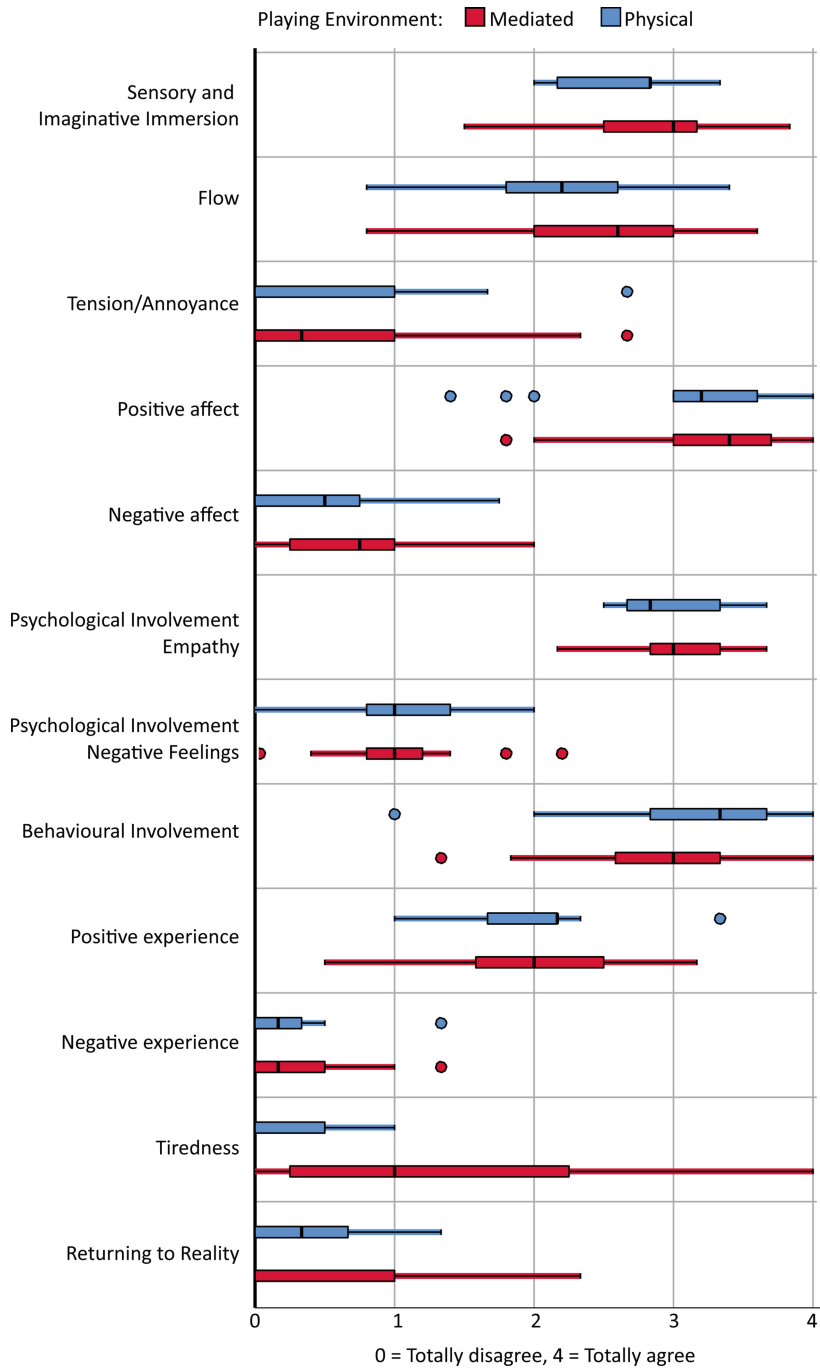 Playing Environment: Mediated Physical
Sensory and
Imaginative Immersion
Flow
Tension/Annoyance
Positive affect
Negative affect
Psychological Involvement
Empathy
Psychological Involvement
Negative Feelings
Behavioural Involvement
Positive experience
Negative experience
Tiredness
Returning to Reality
0 1 2 3 4
0 = Totally disagree, 4 = Totally agree